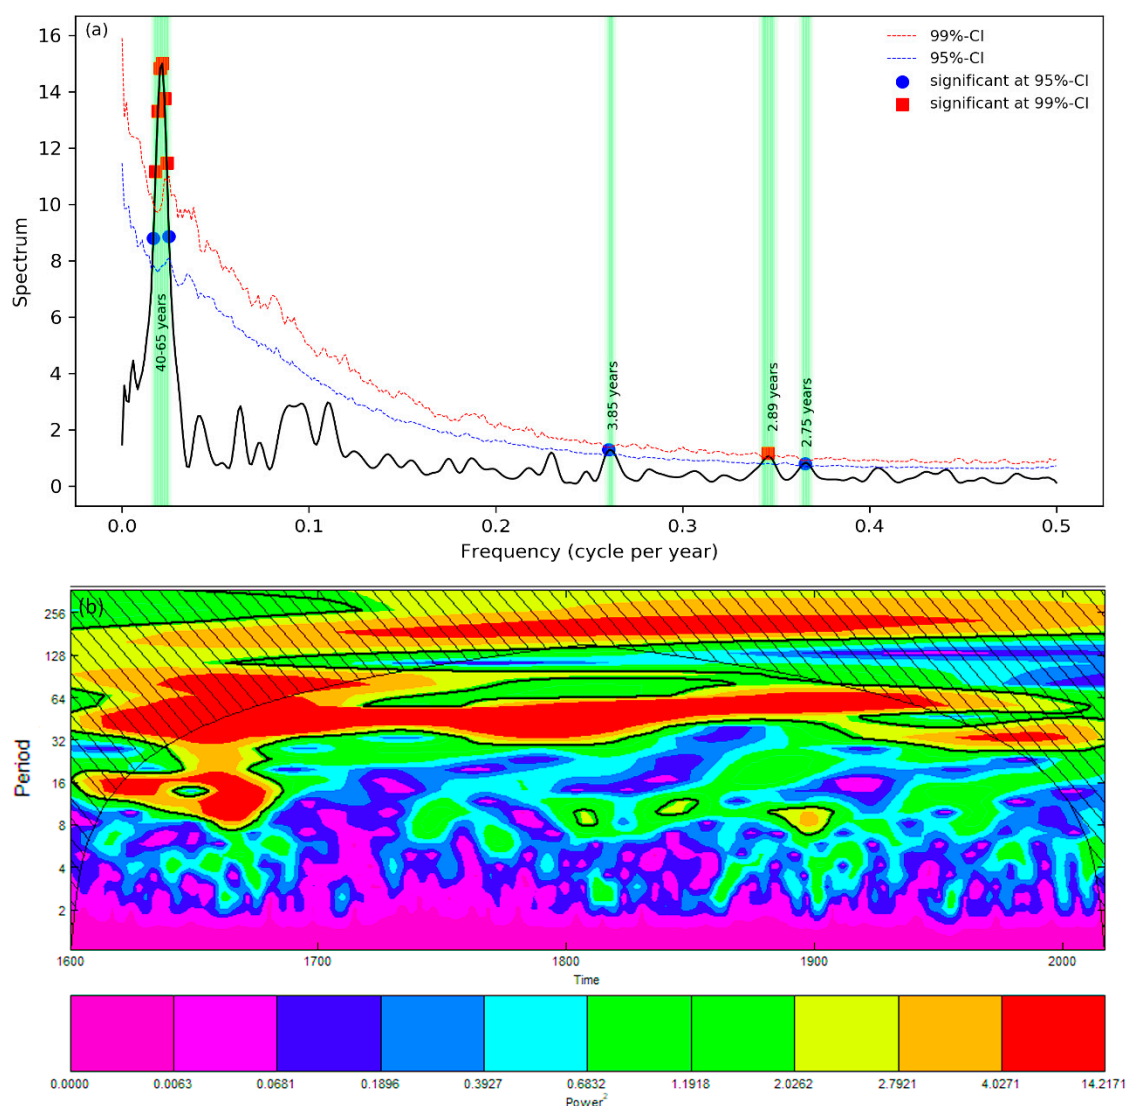 (a)
99%-CI
95%-CI
significant at 95%-CI
significant at 99%-CI
16
14
12
10
8
6
4
2
0
Spectrum
40-65 years
3.85 years
2.89 years
2.75 years
0.0 0.1 0.2 0.3 0.4 0.5
Frequency (cycle per year)
(b)
256
128
64
32
16
8
4
2
Period
1600 1700 1800 1900 2000
Time
0.0000 0.0063 0.0681 0.1896 0.3927 0.6832 1.1918 2.0262 2.7921 4.0271 14.2171
Power²